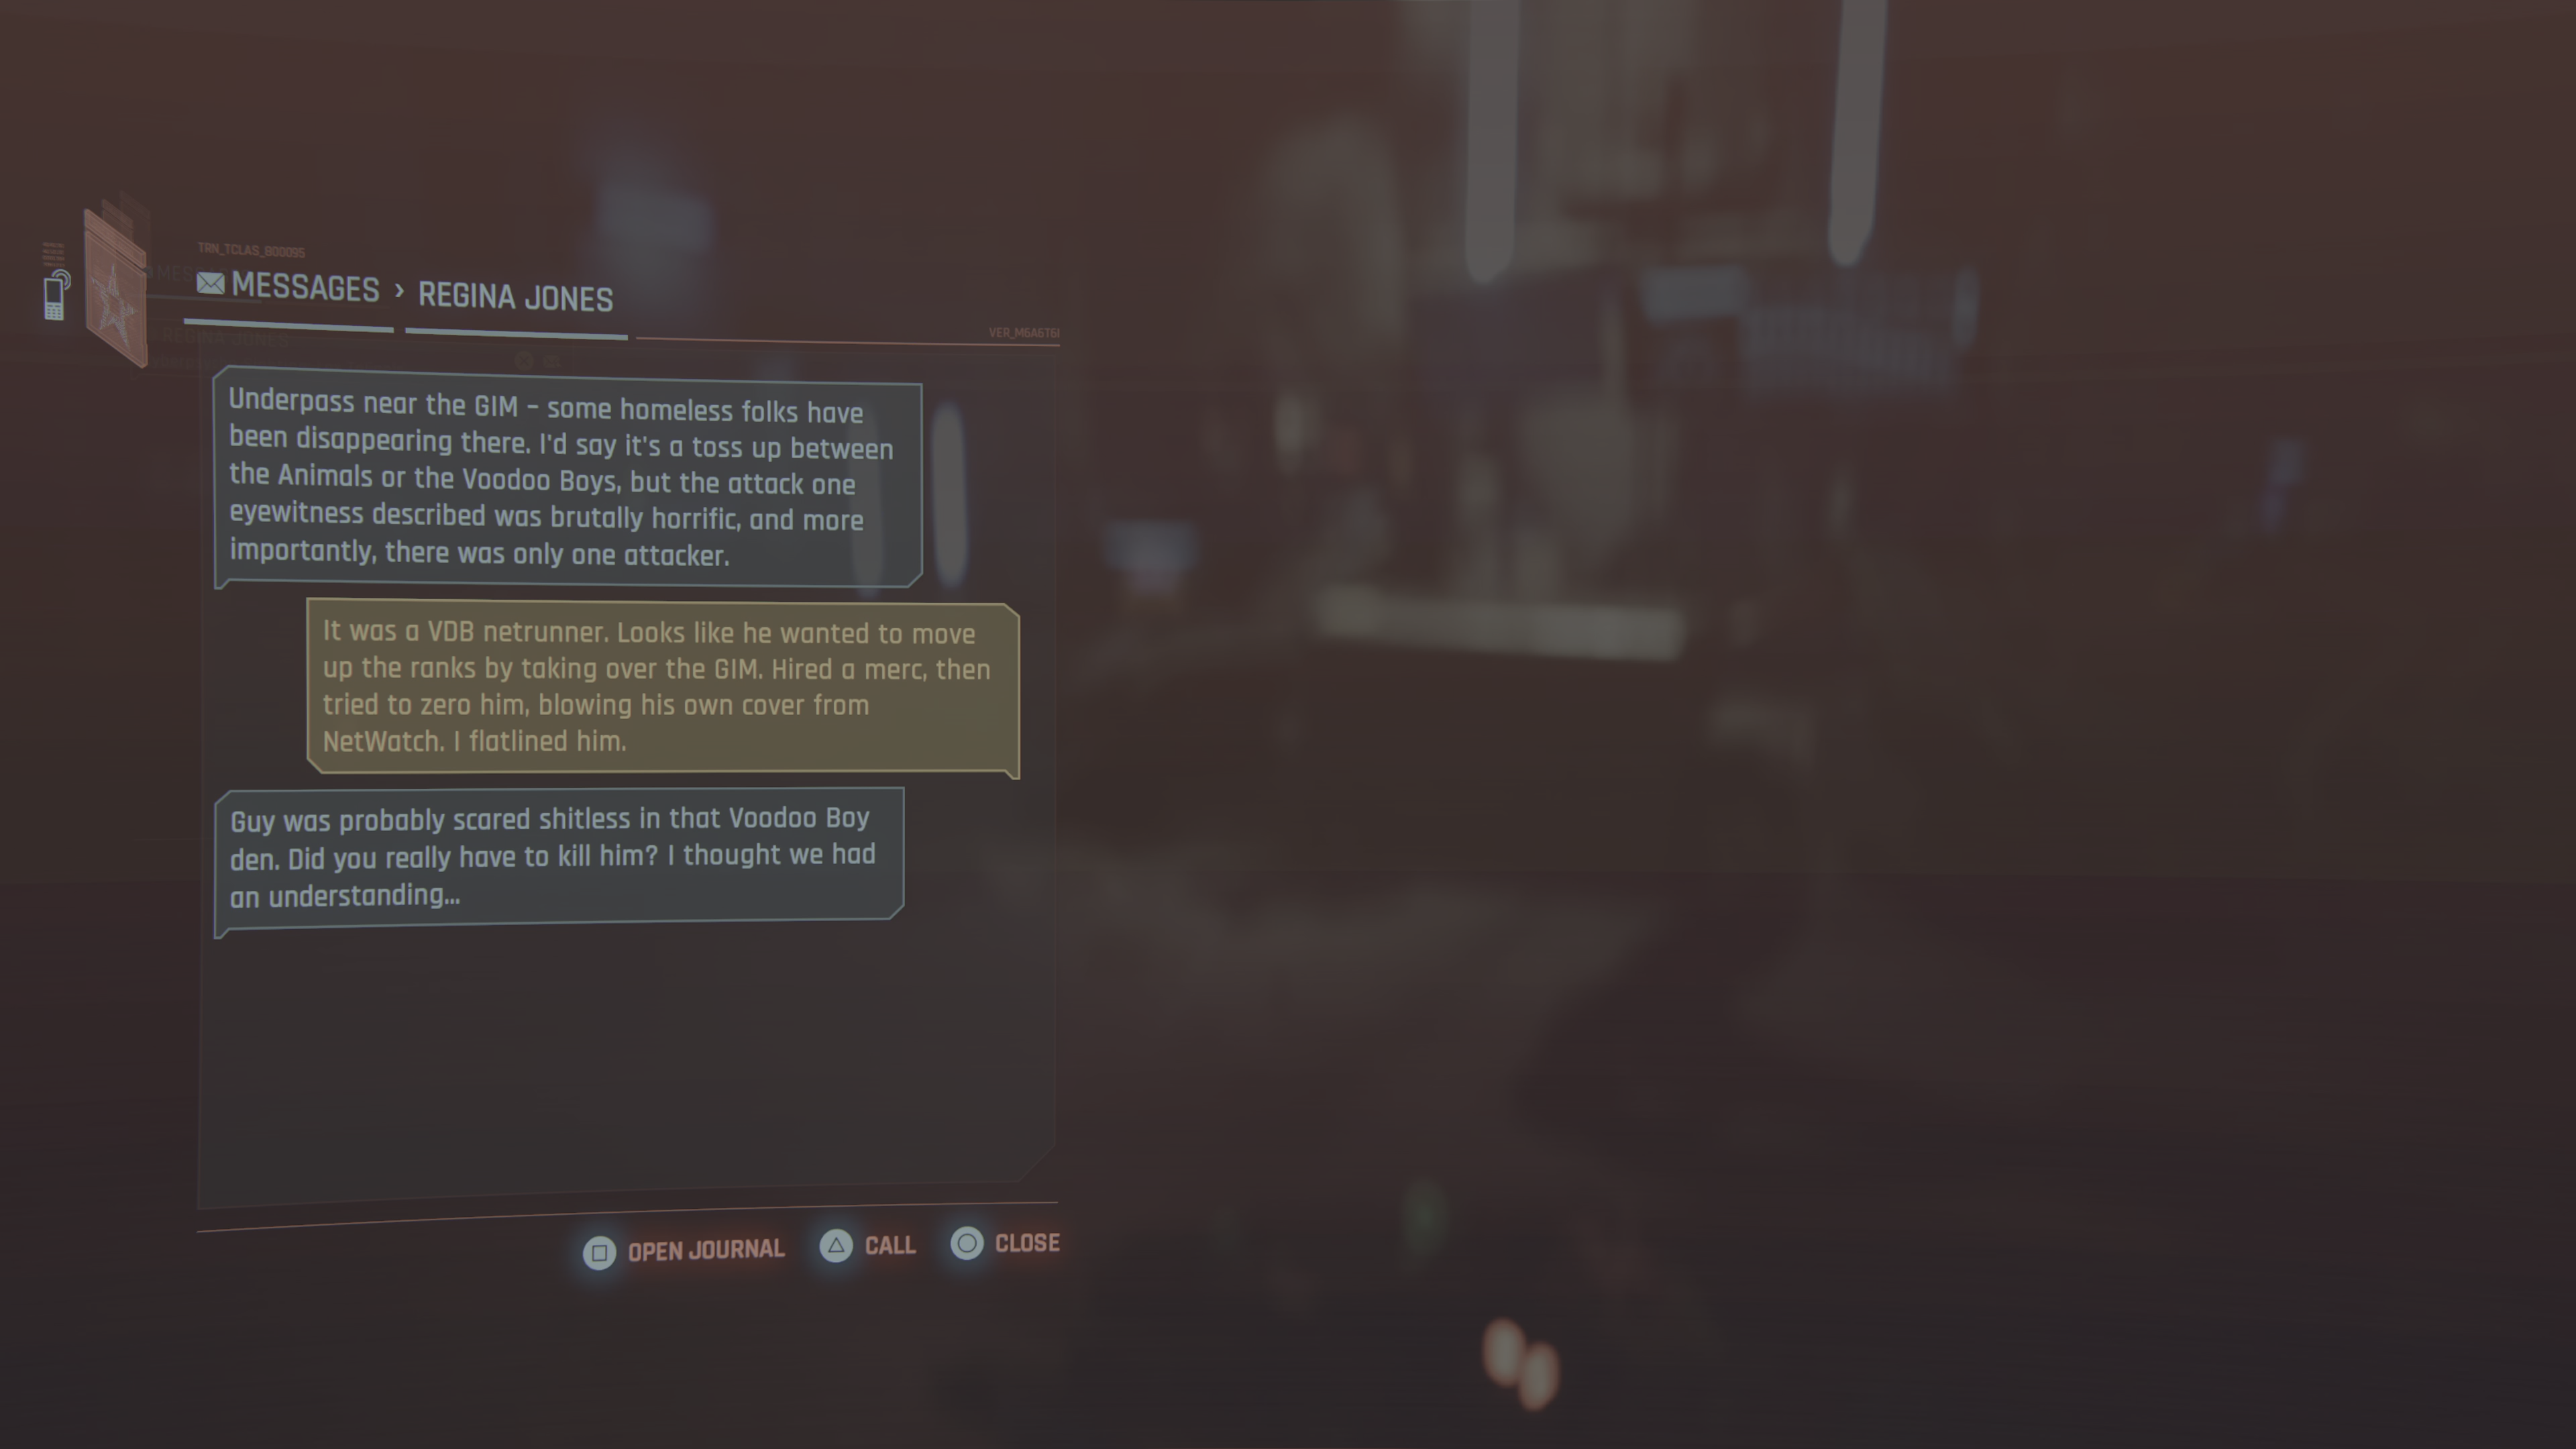 TRN_TCLAS_B00095
MESSAGES › REGINA JONES
VER_M6A6T6I
Underpass near the GIM – some homeless folks have
been disappearing there. I'd say it's a toss up between
the Animals or the Voodoo Boys, but the attack one
eyewitness described was brutally horrific, and more
importantly, there was only one attacker.
It was a VDB netrunner. Looks like he wanted to move
up the ranks by taking over the GIM. Hired a merc, then
tried to zero him, blowing his own cover from
NetWatch. I flatlined him.
Guy was probably scared shitless in that Voodoo Boy
den. Did you really have to kill him? I thought we had
an understanding...
OPEN JOURNAL CALL CLOSE